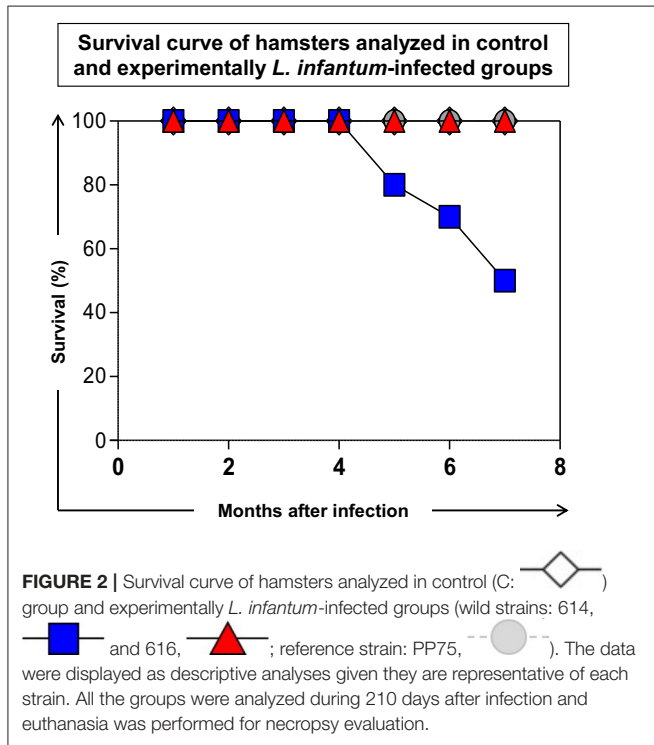 Survival curve of hamsters analyzed in control
and experimentally L. infantum-infected groups
Survival (%)
100
80
60
40
20
0
0 2 4 6 8
Months after infection
FIGURE 2 | Survival curve of hamsters analyzed in control (C: )
group and experimentally L. infantum-infected groups (wild strains: 614,
and 616, ; reference strain: PP75, ). The data
were displayed as descriptive analyses given they are representative of each
strain. All the groups were analyzed during 210 days after infection and
euthanasia was performed for necropsy evaluation.